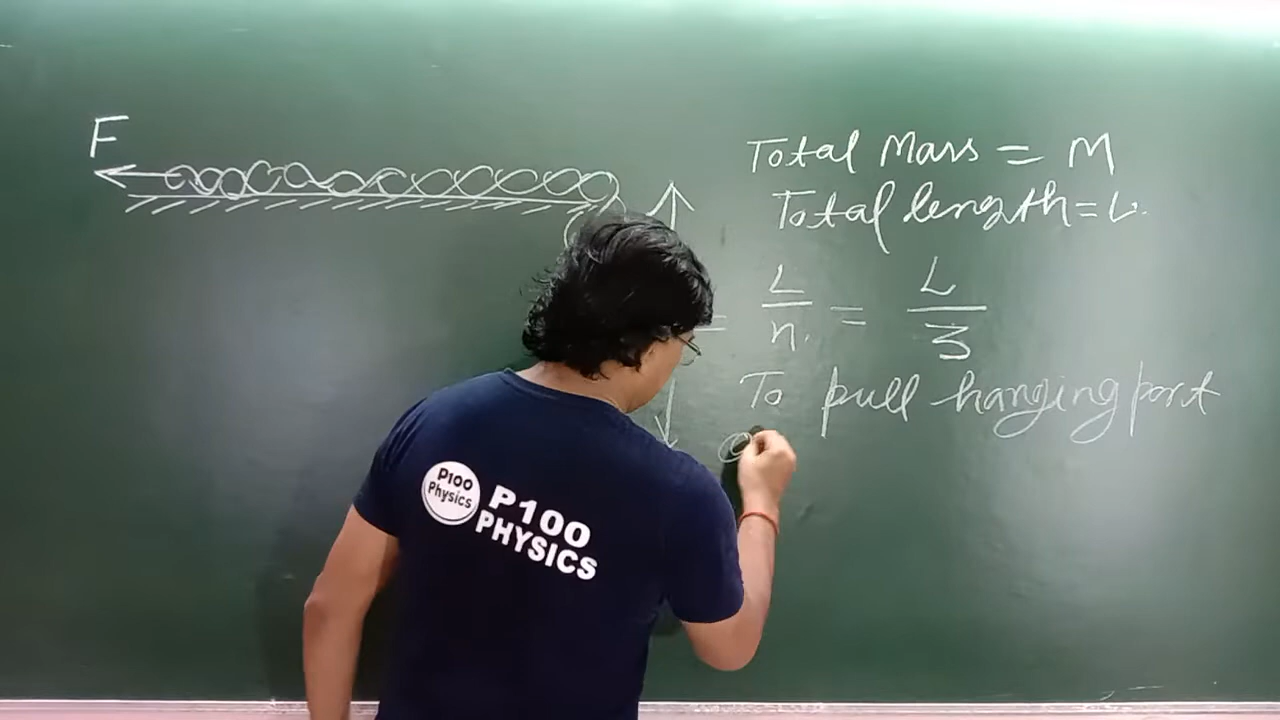 F
Total Mass = M
Total length = L.
= L/n = L/3
To pull hanging part
P100
Physics
P100
PHYSICS